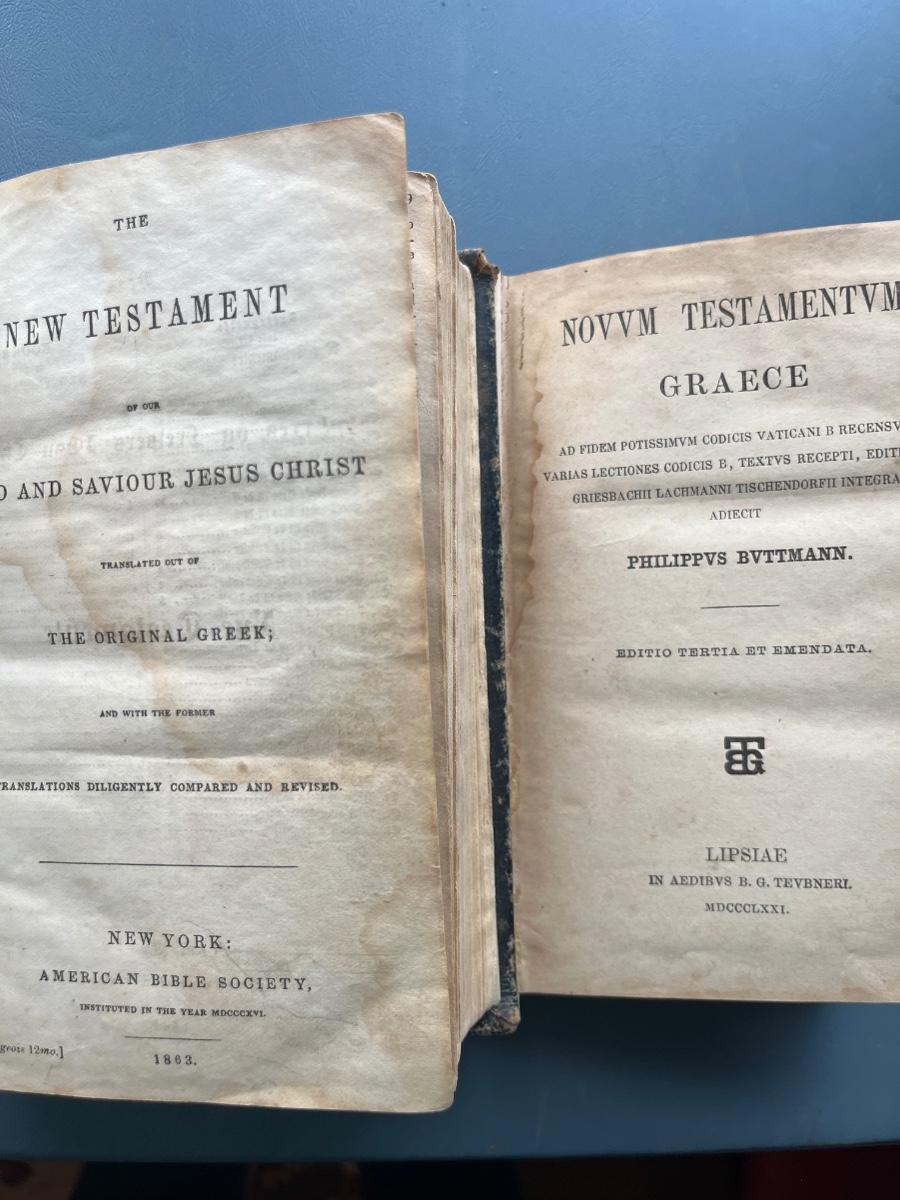 THE
NEW TESTAMENT
OF OUR
AND SAVIOUR JESUS CHRIST
TRANSLATED OUT OF
THE ORIGINAL GREEK;
AND WITH THE FORMER
TRANSLATIONS DILIGENTLY COMPARED AND REVISED.
NEW YORK:
AMERICAN BIBLE SOCIETY,
INSTITUTED IN THE YEAR MDCCCXVI.
1863.
12mo.]
NOVVM TESTAMENTVM
GRAECE
AD FIDEM POTISSIMVM CODICIS VATICANI B
VARIAS LECTIONES CODICIS B, TEXTVS RECEPTI,
GRIESBACHII LACHMANNI TISCHENDORFII
ADIECIT
PHILIPPVS BVTTMANN.
EDITIO TERTIA ET EMENDATA.
BTG
LIPSIAE
IN AEDIBVS B. G. TEVBNERI.
MDCCCLXXI.